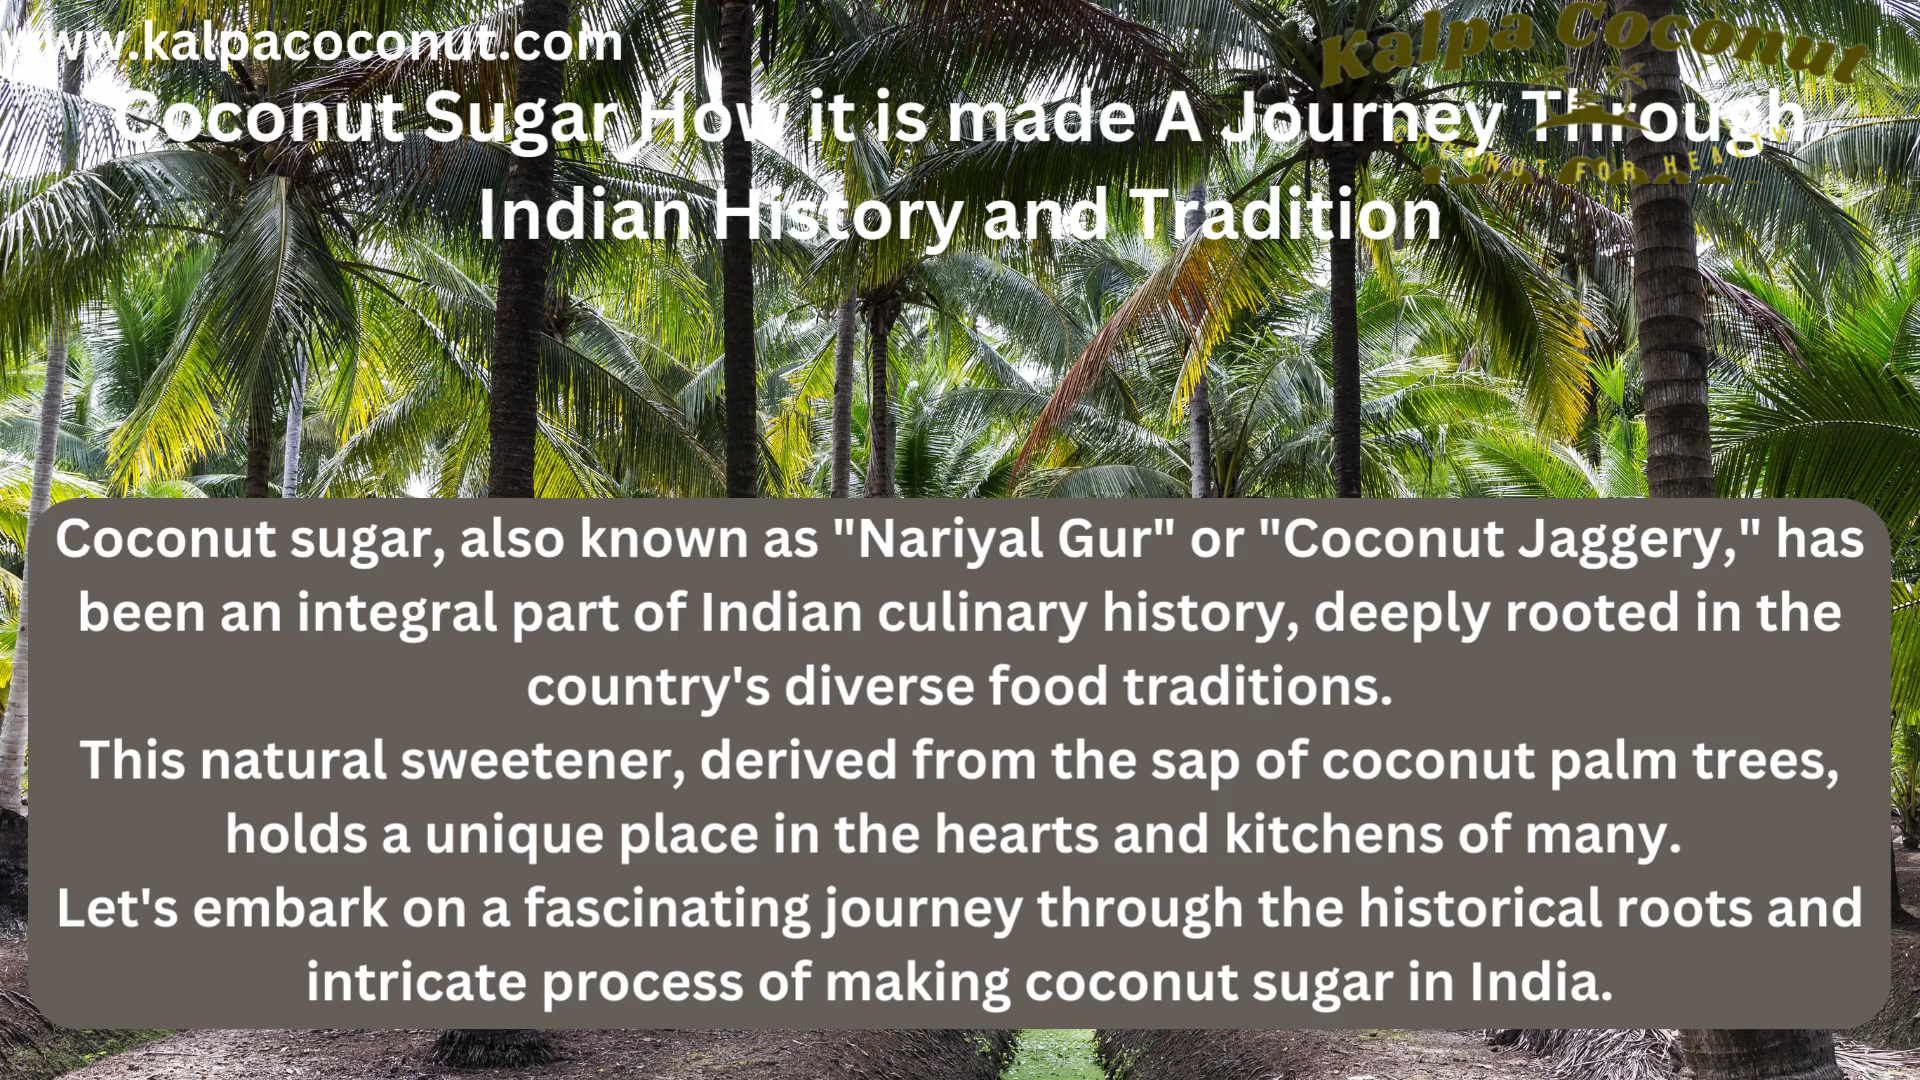 www.kalpacoconut.com
Kalpa Coconut
COCONUT FOR HEALTH
Coconut Sugar How it is made A Journey Through
Indian History and Tradition
Coconut sugar, also known as "Nariyal Gur" or "Coconut Jaggery," has
been an integral part of Indian culinary history, deeply rooted in the
country's diverse food traditions.
This natural sweetener, derived from the sap of coconut palm trees,
holds a unique place in the hearts and kitchens of many.
Let's embark on a fascinating journey through the historical roots and
intricate process of making coconut sugar in India.